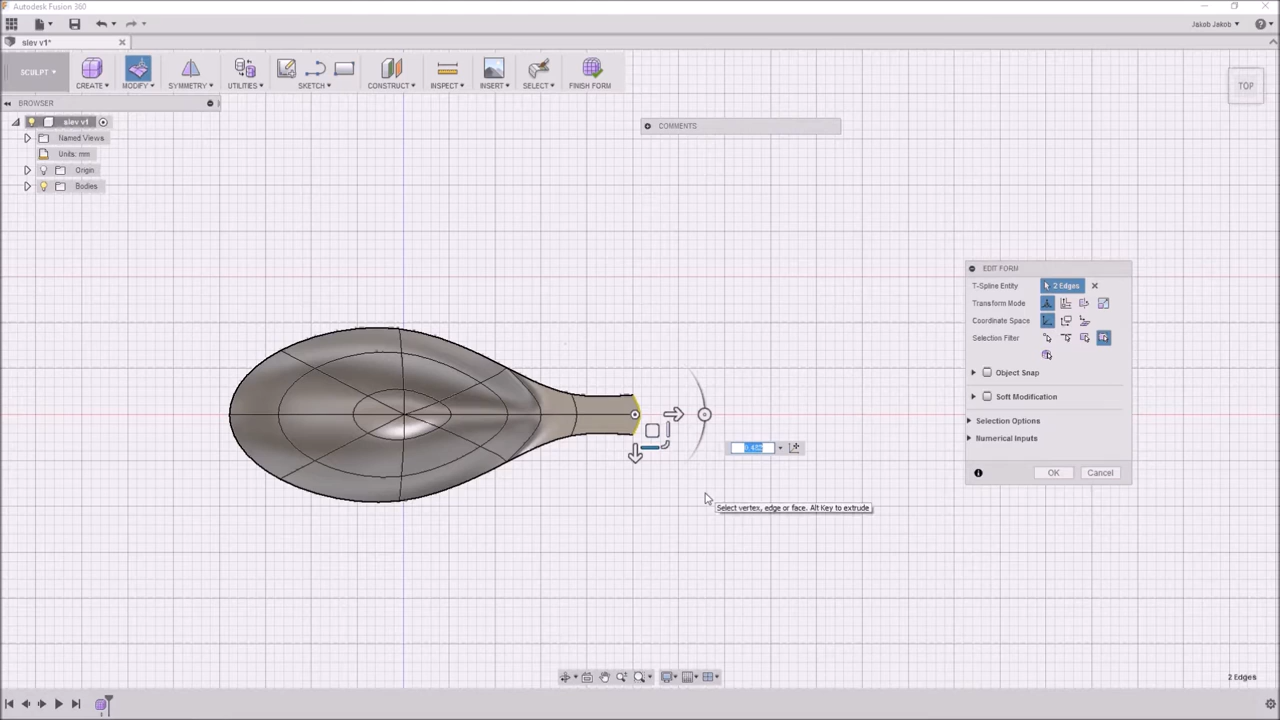 Autodesk Fusion 360
Jakob Jakob
slev v1*
SCULPT
CREATE
MODIFY
SYMMETRY
UTILITIES
SKETCH
CONSTRUCT
INSPECT
INSERT
SELECT
FINISH FORM
TOP
BROWSER
COMMENTS
slev v1
Named Views
Units: mm
Origin
Bodies
EDIT FORM
T-Spline Entity
2 Edges
Transform Mode
Coordinate Space
Selection Filter
Object Snap
Soft Modification
Selection Options
Numerical Inputs
OK
Cancel
Select vertex, edge or face. Alt Key to extrude
2 Edges